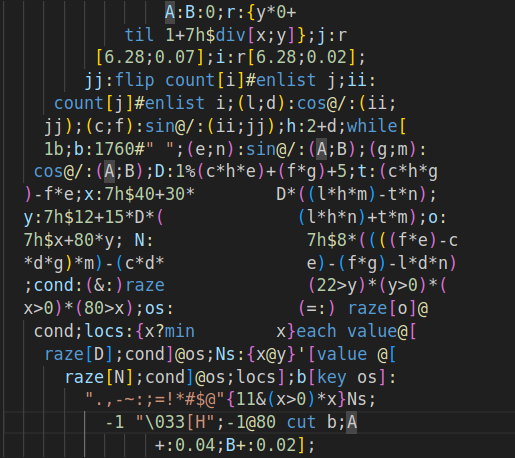 A:B:0;r:{y*0+
til 1+7h$div[x;y]};j:r
[6.28;0.07];i:r[6.28;0.02];
jj:flip count[i]#enlist j;ii:
count[j]#enlist i;(l;d):cos@/:(ii;
jj);(c;f):sin@/:(ii;jj);h:2+d;while[
1b;b:1760#" ";(e;n):sin@/:(A;B);(g;m):
cos@/:(A;B);D:1%(c*h*e)+(f*g)+5;t:(c*h*g
)-f*e;x:7h$40+30* D*((l*h*m)-t*n);
y:7h$12+15*D*( (l*h*n)+t*m);o:
7h$x+80*y; N: 7h$8*((((f*e)-c
*d*g)*m)-(c*d* e)-(f*g)-l*d*n)
;cond:(&:)raze (22>y)*(y>0)*(
x>0)*(80>x);os: (=:) raze[o]@
cond;locs:{x?min x}each value@[
raze[D];cond]@os;Ns:{x@y}'[value @[
raze[N];cond]@os;locs];b[key os]:
".,-~:;=!*#$@"{11&(x>0)*x}Ns;
-1 "\033[H";-1@80 cut b;A
+:0.04;B+:0.02];